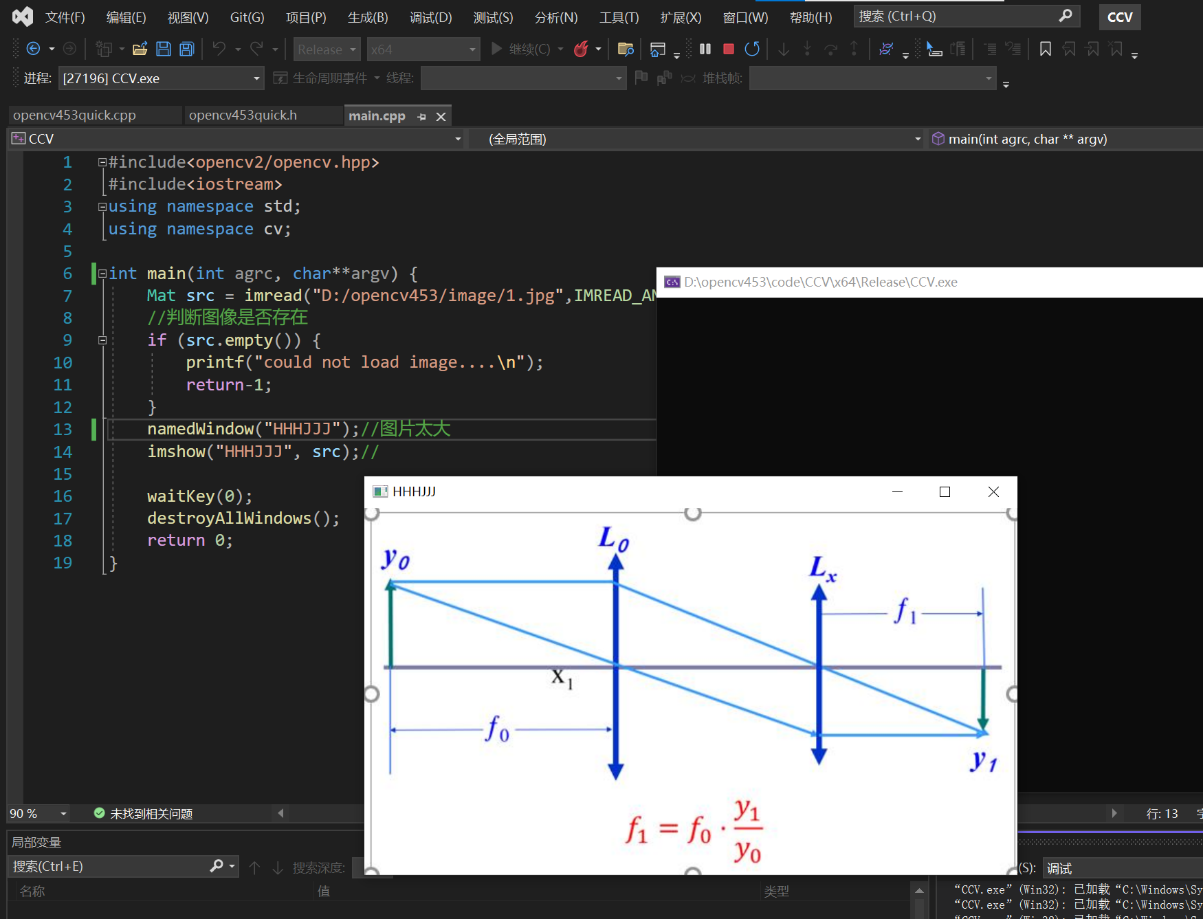 文件(F) 编辑(E) 视图(V) Git(G) 项目(P) 生成(B) 调试(D) 测试(S) 分析(N) 工具(T) 扩展(X) 窗口(W) 帮助(H) 搜索 (Ctrl+Q) CCV
Release x64 继续(C)
进程: [27196] CCV.exe 生命周期事件 线程: 堆栈帧:
opencv453quick.cpp opencv453quick.h main.cpp
CCV (全局范围) main(int agrc, char ** argv)
1 #include<opencv2/opencv.hpp>
2 #include<iostream>
3 using namespace std;
4 using namespace cv;
5
6 int main(int agrc, char**argv) {
7 Mat src = imread("D:/opencv453/image/1.jpg",IMREAD_AN
8 //判断图像是否存在
9 if (src.empty()) {
10 printf("could not load image....\n");
11 return-1;
12 }
13 namedWindow("HHHJJJ");//图片太大
14 imshow("HHHJJJ", src);//
15
16 waitKey(0);
17 destroyAllWindows();
18 return 0;
19 }
D:\opencv453\code\CCV\x64\Release\CCV.exe
HHHJJJ
L0
y0
Lx
f1
X1
f0
y1
f1 = f0 · y1/y0
90 % 未找到相关问题 行: 13
局部变量
搜索(Ctrl+E) 搜索深度:
名称 值 类型
(S): 调试
“CCV.exe”(Win32): 已加载“C:\Windows\Sy
“CCV.exe”(Win32): 已加载“C:\Windows\Sy